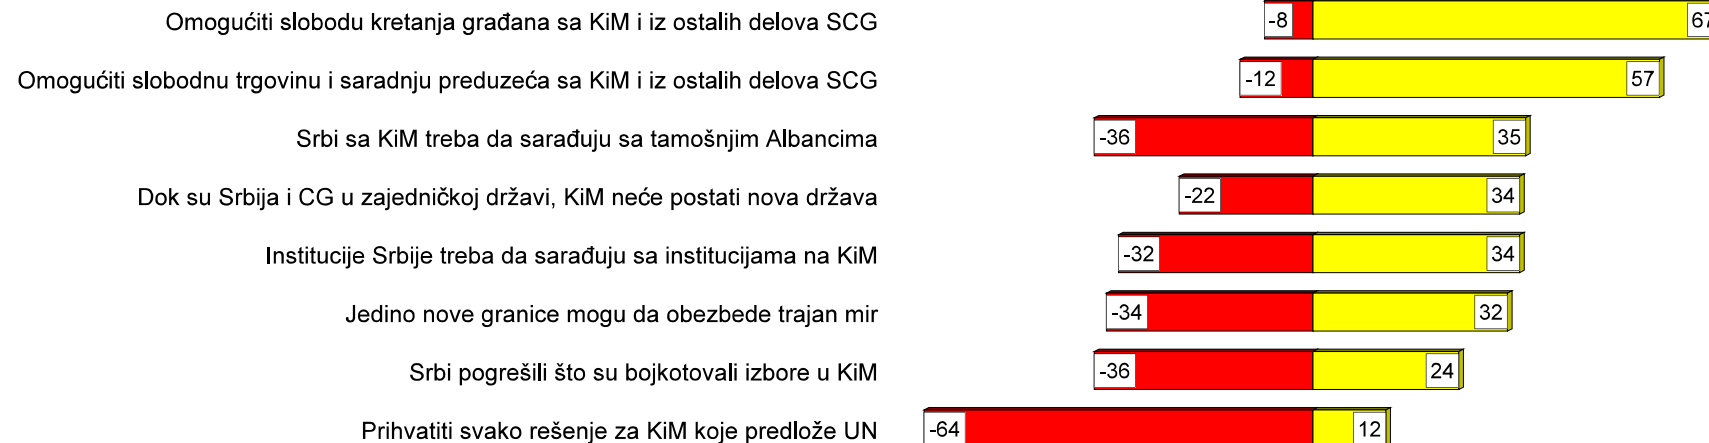 Omogućiti slobodu kretanja građana sa KiM i iz ostalih delova SCG -8 67
Omogućiti slobodnu trgovinu i saradnju preduzeća sa KiM i iz ostalih delova SCG -12 57
Srbi sa KiM treba da sarađuju sa tamošnjim Albancima -36 35
Dok su Srbija i CG u zajedničkoj državi, KiM neće postati nova država -22 34
Institucije Srbije treba da sarađuju sa institucijama na KiM -32 34
Jedino nove granice mogu da obezbede trajan mir -34 32
Srbi pogrešili što su bojkotovali izbore u KiM -36 24
Prihvatiti svako rešenje za KiM koje predlože UN -64 12